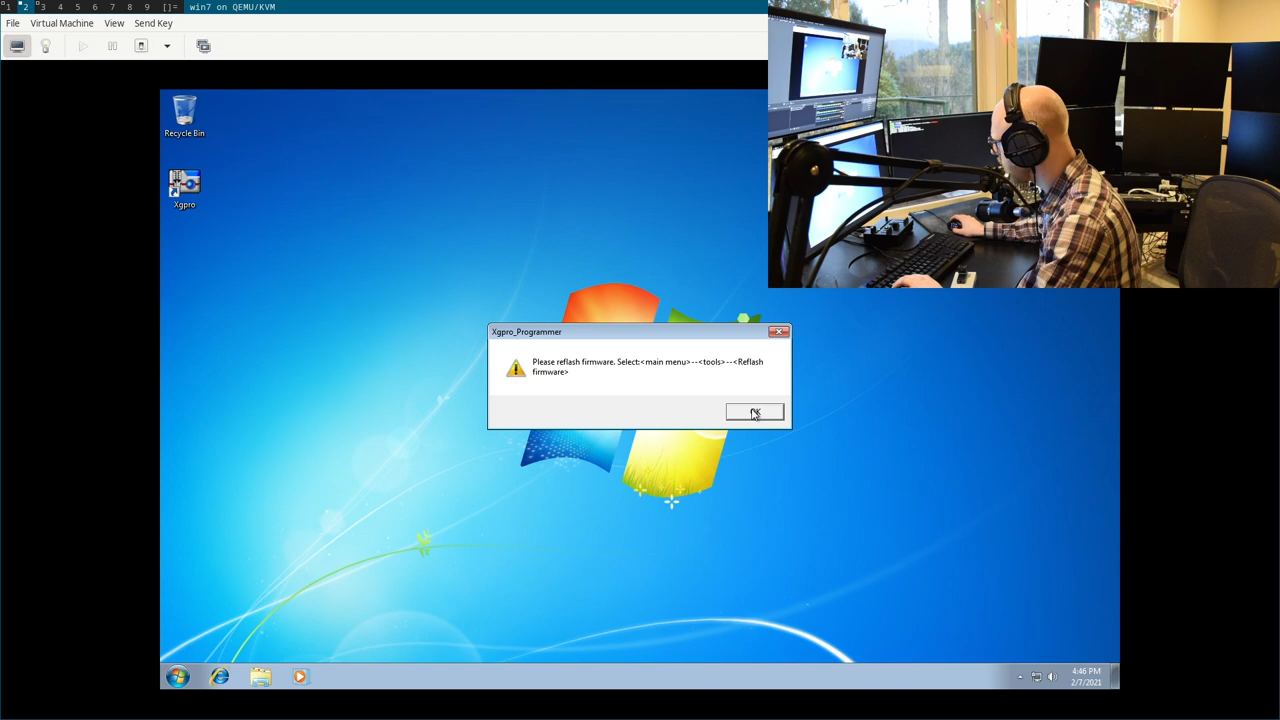 1 2 3 4 5 6 7 8 9 []= win7 on QEMU/KVM
File Virtual Machine View Send Key
Recycle Bin
Xgpro
Xgpro_Programmer
Please reflash firmware. Select:<main menu>--<tools>--<Reflash
firmware>
OK
4:46 PM
2/7/2021